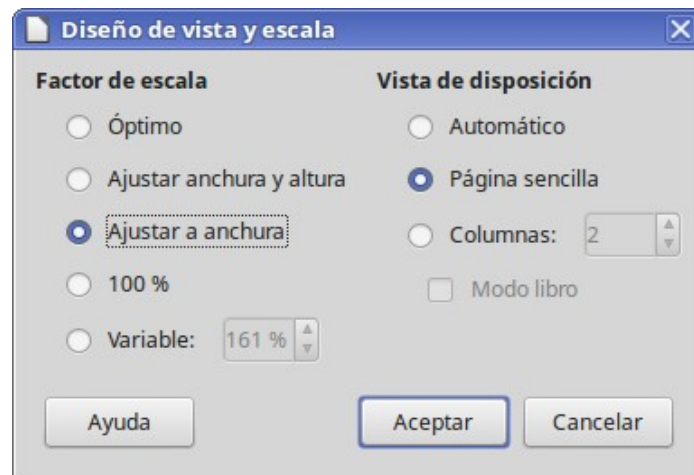 Diseño de vista y escala
Factor de escala
Óptimo
Ajustar anchura y altura
Ajustar a anchura
100 %
Variable: 161 %
Vista de disposición
Automático
Página sencilla
Columnas: 2
Modo libro
Ayuda
Aceptar
Cancelar